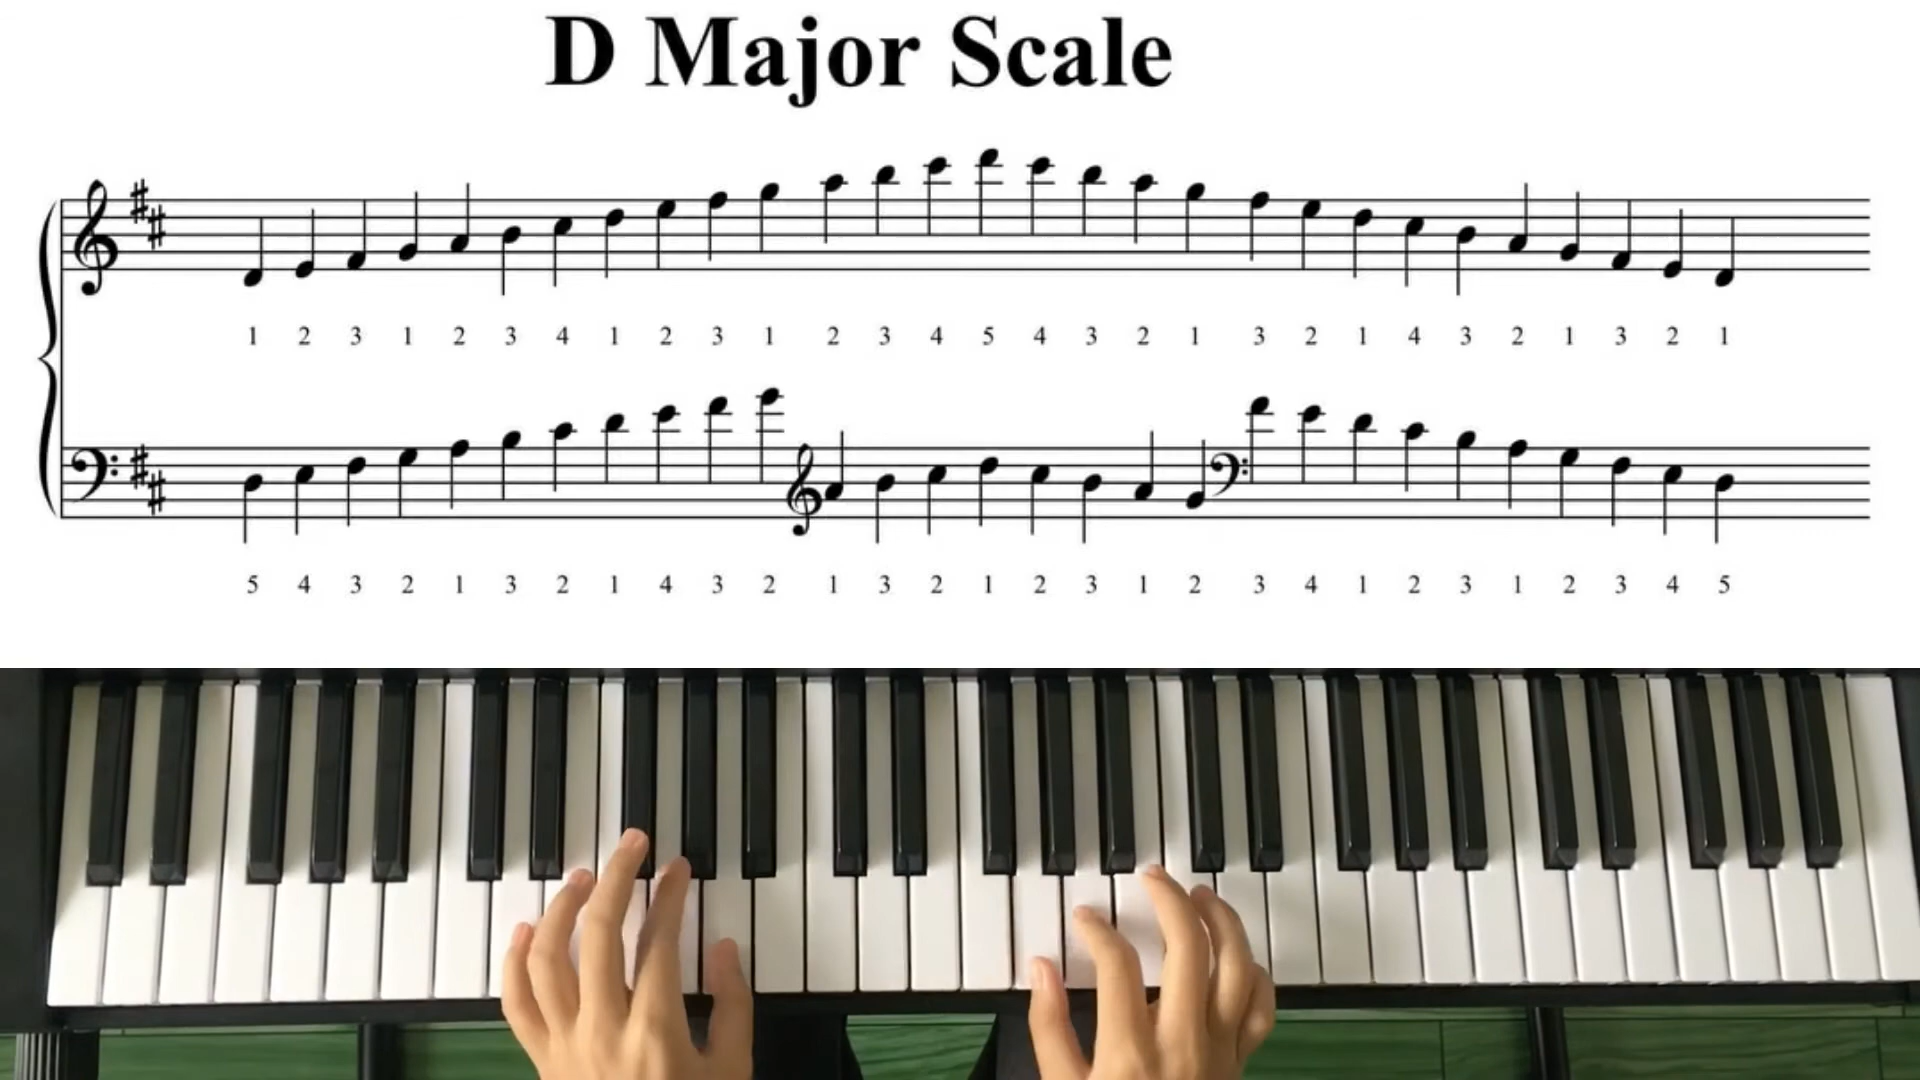 D Major Scale
1 2 3 1 2 3 4 1 2 3 1 2 3 4 5 4 3 2 1 3 2 1 4 3 2 1 3 2 1
5 4 3 2 1 3 2 1 4 3 2 1 3 2 1 2 3 1 2 3 4 1 2 3 1 2 3 4 5